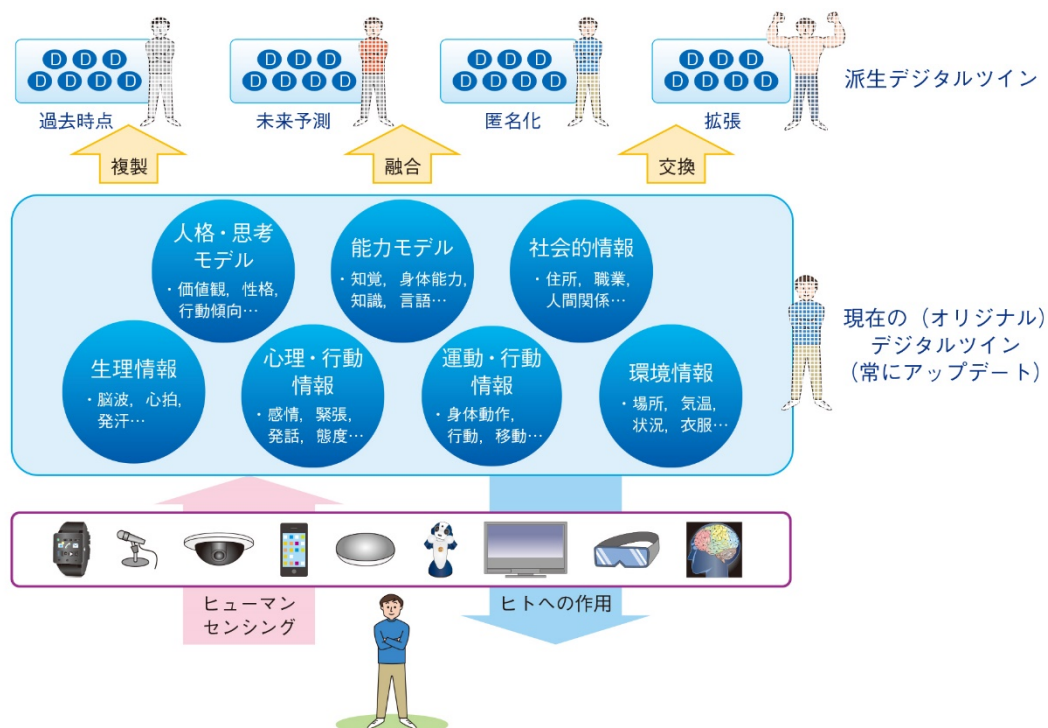 D D D
D D D D
D D D
D D D D
D D D
D D D D
D D D
D D D D
派生デジタルツイン
過去時点
未来予測
匿名化
拡張
複製
融合
交換
人格・思考
モデル
・価値観，性格，
行動傾向…
能力モデル
・知覚，身体能力，
知識，言語…
社会的情報
・住所，職業，
人間関係…
現在の（オリジナル）
デジタルツイン
（常にアップデート）
生理情報
・脳波，心拍，
発汗…
心理・行動
情報
・感情，緊張，
発話，態度…
運動・行動
情報
・身体動作，
行動，移動…
環境情報
・場所，気温，
状況，衣服…
ヒューマン
センシング
ヒトへの作用